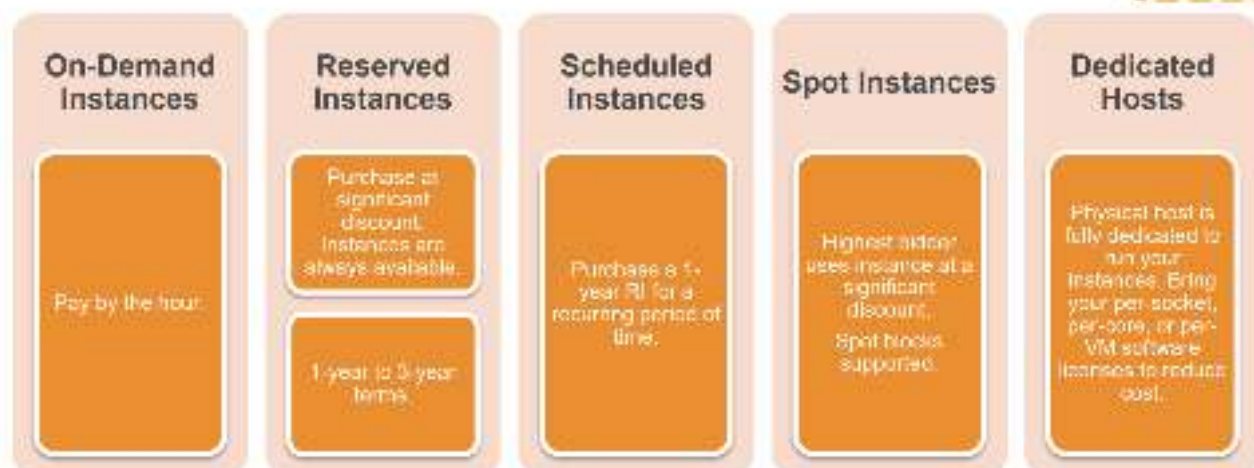 On-Demand
Instances
Pay by the hour.
Reserved
Instances
Purchase at
significant
discount.
Instances are
always available.
1-year to 3-year
terms.
Scheduled
Instances
Purchase a 1-
year RI for a
recurring period of
time.
Spot Instances
Highest bidder
uses instance at a
significant
discount.
Spot blocks
supported.
Dedicated
Hosts
Physical host is
fully dedicated to
run your
instances. Bring
your per-socket,
per-core, or per-
VM software
licenses to reduce
cost.